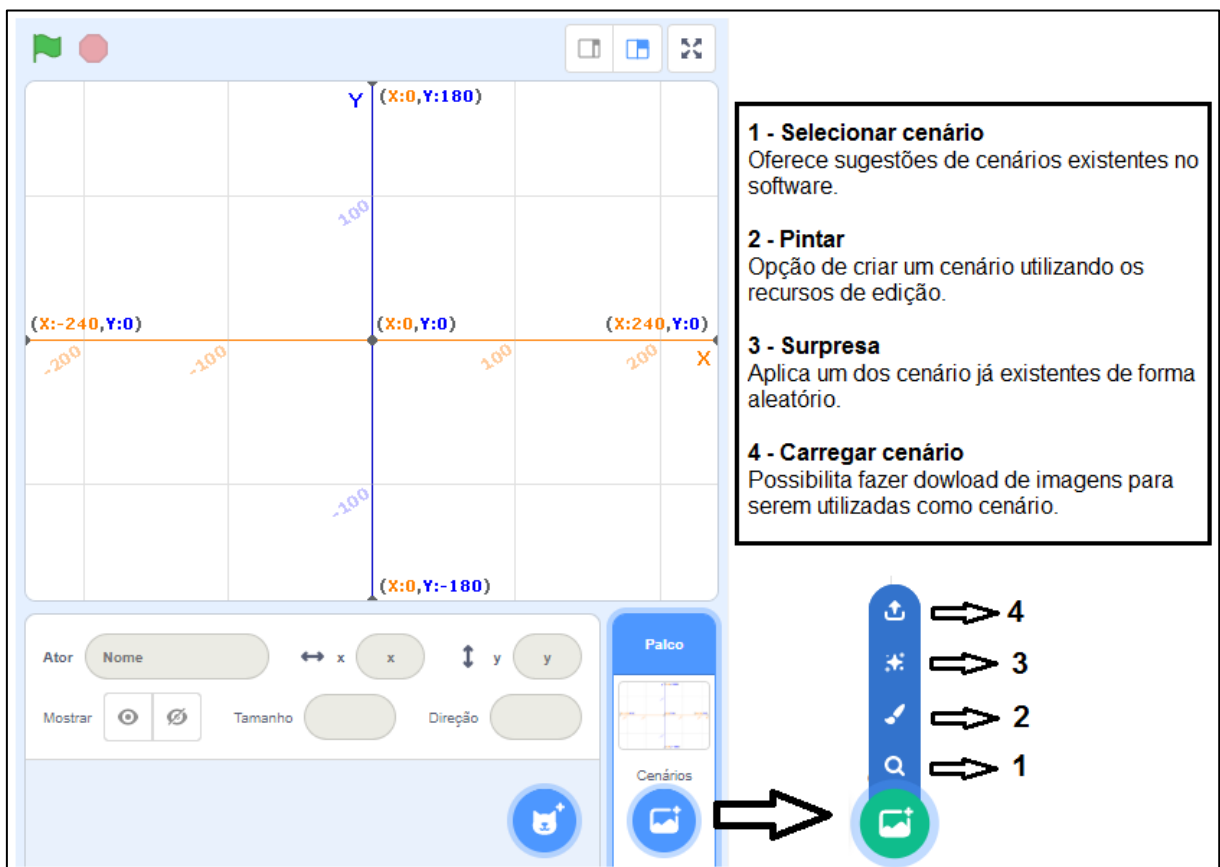 Y
(X:0,Y:180)
100
(X:-240,Y:0)
(X:0,Y:0)
(X:240,Y:0)
-200
-100
100
200
X
-100
(X:0,Y:-180)
Ator
Nome
x
x
y
y
Mostrar
Tamanho
Direção
Palco
Cenários
1 - Selecionar cenário
Oferece sugestões de cenários existentes no
software.
2 - Pintar
Opção de criar um cenário utilizando os
recursos de edição.
3 - Surpresa
Aplica um dos cenário já existentes de forma
aleatório.
4 - Carregar cenário
Possibilita fazer dowload de imagens para
serem utilizadas como cenário.
4
3
2
1